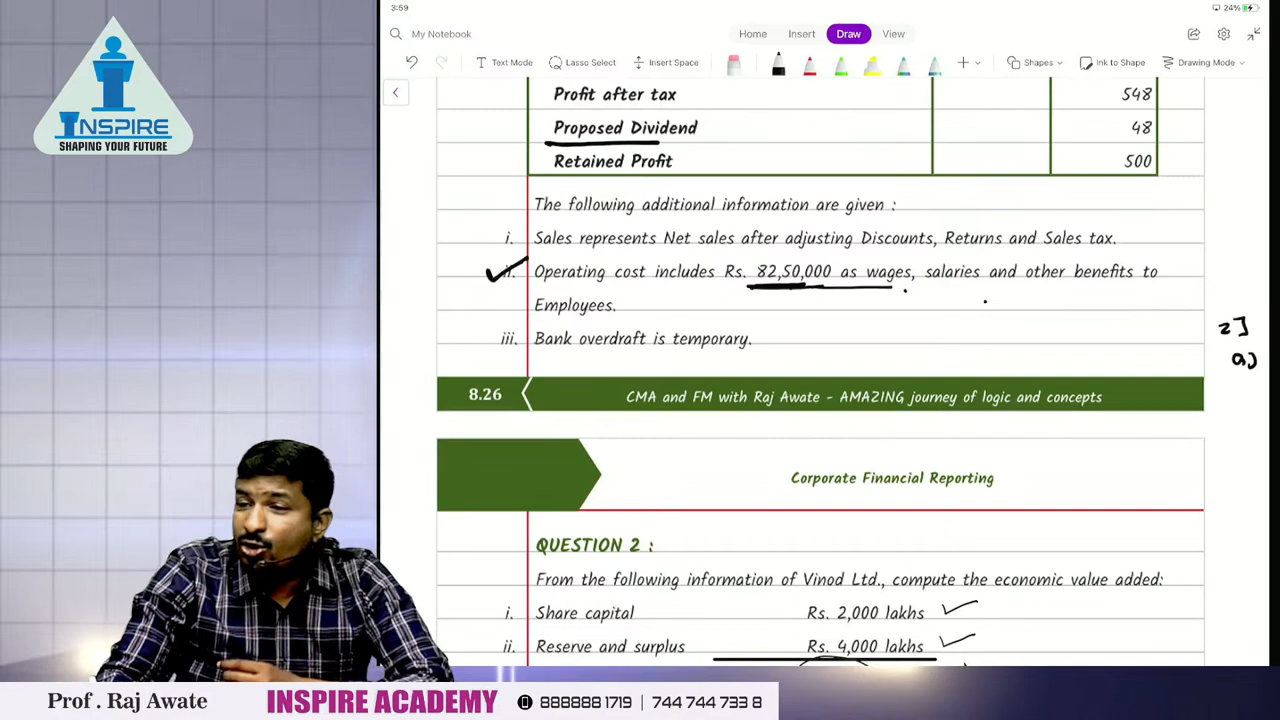 3:59
24%
My Notebook
Home Insert Draw View
Text Mode Lasso Select Insert Space Shapes Ink to Shape Drawing Mode
INSPIRE
SHAPING YOUR FUTURE
Profit after tax 548
Proposed Dividend 48
Retained Profit 500
The following additional information are given :
i. Sales represents Net sales after adjusting Discounts, Returns and Sales tax.
ii. Operating cost includes Rs. 82,50,000 as wages, salaries and other benefits to
Employees.
iii. Bank overdraft is temporary.
2]
a)
8.26 CMA and FM with Raj Awate - AMAZING journey of logic and concepts
Corporate Financial Reporting
QUESTION 2 :
From the following information of Vinod Ltd., compute the economic value added:
i. Share capital Rs. 2,000 lakhs
ii. Reserve and surplus Rs. 4,000 lakhs
Prof . Raj Awate INSPIRE ACADEMY 888888 1719 | 744 744 733 8